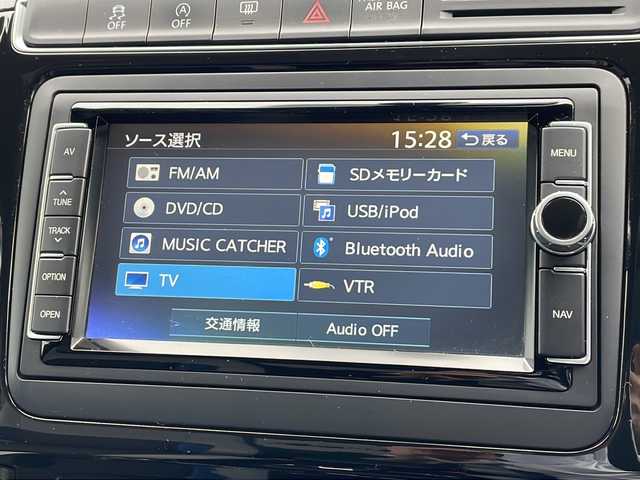 OFF
OFF
AIR BAG
AV
TUNE
TRACK
OPTION
OPEN
ソース選択
15:28
戻る
FM/AM
SDメモリーカード
DVD/CD
USB/iPod
MUSIC CATCHER
Bluetooth Audio
TV
VTR
交通情報
Audio OFF
MENU
NAV